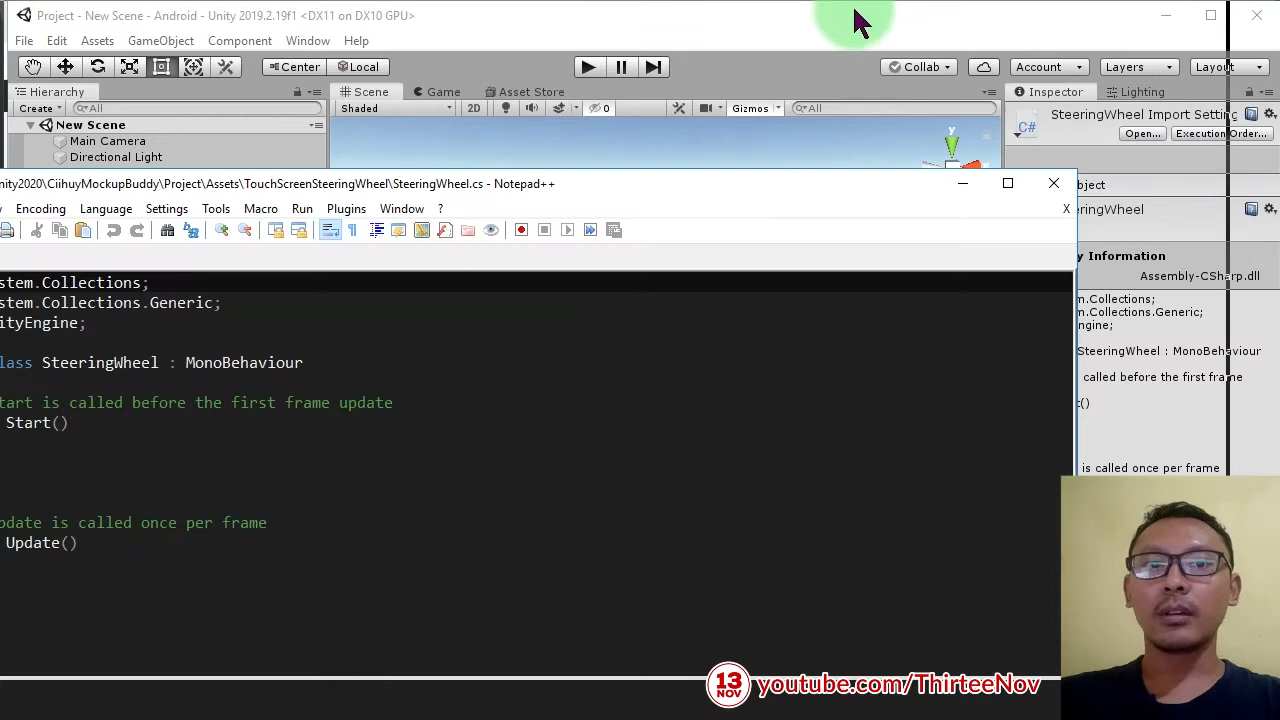 Project - New Scene - Android - Unity 2019.2.19f1 <DX11 on DX10 GPU>
File Edit Assets GameObject Component Window Help
Center Local Collab Account Layers Layout
Hierarchy Scene Game Asset Store Inspector Lighting
Create All Shaded 2D 0 Gizmos All
New Scene
Main Camera
Directional Light
y
C#
SteeringWheel Import Setting
Open... Execution Order...
nity2020\CiihuyMockupBuddy\Project\Assets\TouchScreenSteeringWheel\SteeringWheel.cs - Notepad++
Encoding Language Settings Tools Macro Run Plugins Window ? X
bject
eringWheel
y Information
Assembly-CSharp.dll
stem.Collections;
stem.Collections.Generic;
ityEngine;
lass SteeringWheel : MonoBehaviour
tart is called before the first frame update
Start()
pdate is called once per frame
Update()
m.Collections;
m.Collections.Generic;
ngine;
SteeringWheel : MonoBehaviour
called before the first frame
t()
is called once per frame
13
NOV
youtube.com/ThirteeNov